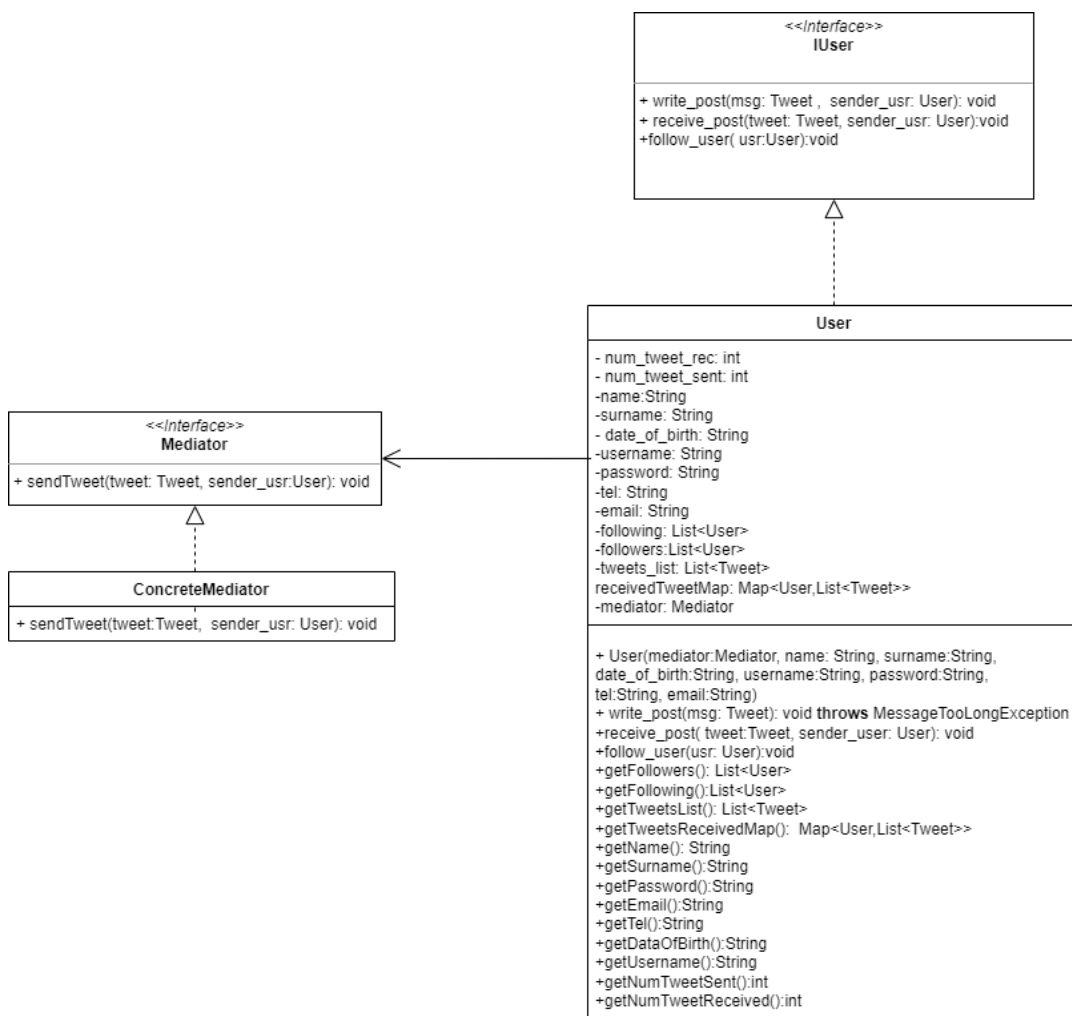 <<Interface>>
IUser
+ write_post(msg: Tweet , sender_usr: User): void
+ receive_post(tweet: Tweet, sender_usr: User):void
+follow_user( usr:User):void
User
- num_tweet_rec: int
- num_tweet_sent: int
-name:String
-surname: String
- date_of_birth: String
-username: String
-password: String
-tel: String
-email: String
-following: List<User>
-followers:List<User>
-tweets_list: List<Tweet>
receivedTweetMap: Map<User,List<Tweet>>
-mediator: Mediator
+ User(mediator:Mediator, name: String, surname:String,
date_of_birth:String, username:String, password:String,
tel:String, email:String)
+ write_post(msg: Tweet): void throws MessageTooLongException
+receive_post( tweet:Tweet, sender_user: User): void
+follow_user(usr: User):void
+getFollowers(): List<User>
+getFollowing():List<User>
+getTweetsList(): List<Tweet>
+getTweetsReceivedMap(): Map<User,List<Tweet>>
+getName(): String
+getSurname():String
+getPassword():String
+getEmail():String
+getTel():String
+getDataOfBirth():String
+getUsername():String
+getNumTweetSent():int
+getNumTweetReceived():int
<<Interface>>
Mediator
+ sendTweet(tweet: Tweet, sender_usr:User): void
ConcreteMediator
+ sendTweet(tweet:Tweet, sender_usr: User): void